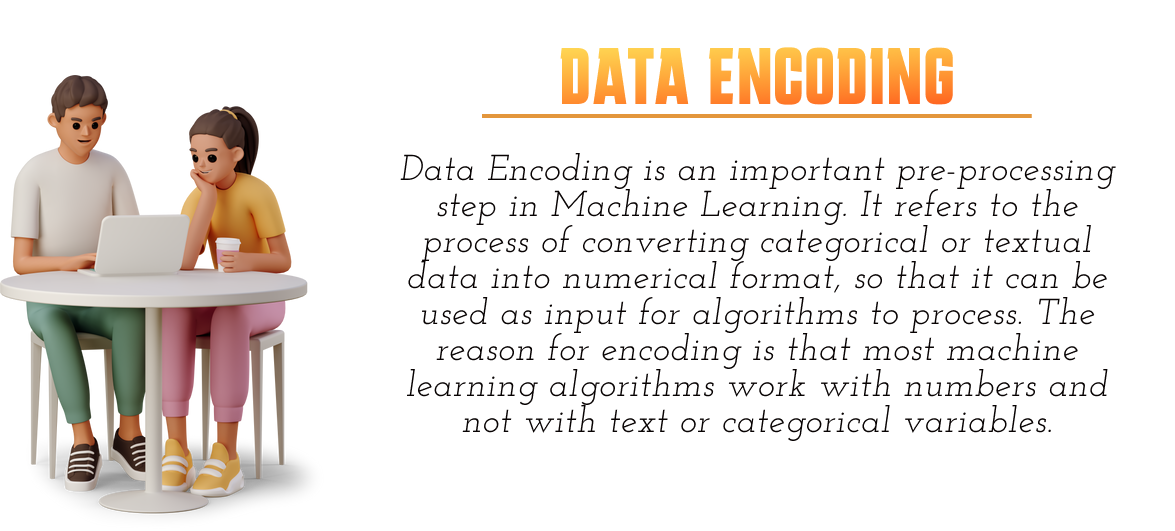 DATA ENCODING
Data Encoding is an important pre-processing
step in Machine Learning. It refers to the
process of converting categorical or textual
data into numerical format, so that it can be
used as input for algorithms to process. The
reason for encoding is that most machine
learning algorithms work with numbers and
not with text or categorical variables.